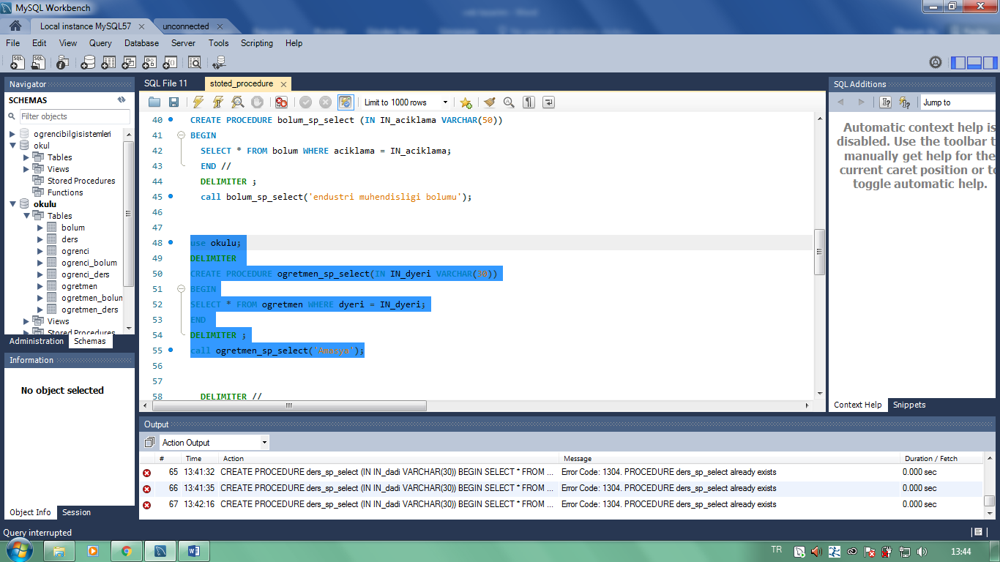 MySQL Workbench
Local instance MySQL57
unconnected
File Edit View Query Database Server Tools Scripting Help
Navigator
SCHEMAS
Filter objects
ogrencibilgisistemleri
okul
Tables
Views
Stored Procedures
Functions
okulu
Tables
bolum
ders
ogrenci
ogrenci_bolum
ogrenci_ders
ogretmen
ogretmen_bolun
ogretmen_ders
Views
Stored Procedures
Administration Schemas
Information
No object selected
Object Info Session
Query interrupted
SQL File 11 stoted_procedure
Limit to 1000 rows
40 CREATE PROCEDURE bolum_sp_select (IN IN_aciklama VARCHAR(50))
41 BEGIN
42 SELECT * FROM bolum WHERE aciklama = IN_aciklama;
43 END //
44 DELIMITER ;
45 call bolum_sp_select('endustri muhendisligi bolumu');
46
47
48 use okulu;
49 DELIMITER
50 CREATE PROCEDURE ogretmen_sp_select(IN IN_dyeri VARCHAR(30))
51 BEGIN
52 SELECT * FROM ogretmen WHERE dyeri = IN_dyeri;
53 END
54 DELIMITER ;
55 call ogretmen_sp_select('Amasya');
56
57
58 DELIMITER //
SQL Additions
Jump to
Automatic context help is
disabled. Use the toolbar t
manually get help for the
current caret position or to
toggle automatic help.
Context Help Snippets
Output
Action Output
# Time Action Message Duration / Fetch
65 13:41:32 CREATE PROCEDURE ders_sp_select (IN IN_dadi VARCHAR(30)) BEGIN SELECT * FROM ... Error Code: 1304. PROCEDURE ders_sp_select already exists 0.000 sec
66 13:41:35 CREATE PROCEDURE ders_sp_select (IN IN_dadi VARCHAR(30)) BEGIN SELECT * FROM ... Error Code: 1304. PROCEDURE ders_sp_select already exists 0.000 sec
67 13:42:16 CREATE PROCEDURE ders_sp_select (IN IN_dadi VARCHAR(30)) BEGIN SELECT * FROM ... Error Code: 1304. PROCEDURE ders_sp_select already exists 0.000 sec
TR
13:44